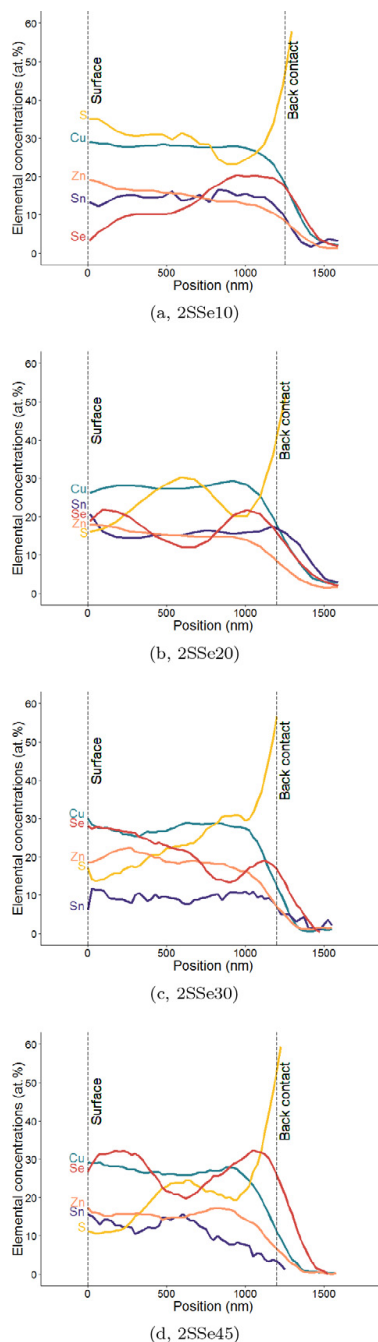 Elemental concentrations (at.%)
60
50
40
30
20
10
0
Surface
Back contact
S
Cu
Zn
Sn
Se
0
500
1000
1500
Position (nm)
(a, 2SSe10)
Elemental concentrations (at.%)
60
50
40
30
20
10
0
Surface
Back contact
Cu
Sn
Se
Zn
S
0
500
1000
1500
Position (nm)
(b, 2SSe20)
Elemental concentrations (at.%)
60
50
40
30
20
10
0
Surface
Back contact
Cu
Se
Zn
S
Sn
0
500
1000
1500
Position (nm)
(c, 2SSe30)
Elemental concentrations (at.%)
60
50
40
30
20
10
0
Surface
Back contact
Cu
Se
Zn
Sn
S
0
500
1000
1500
Position (nm)
(d, 2SSe45)